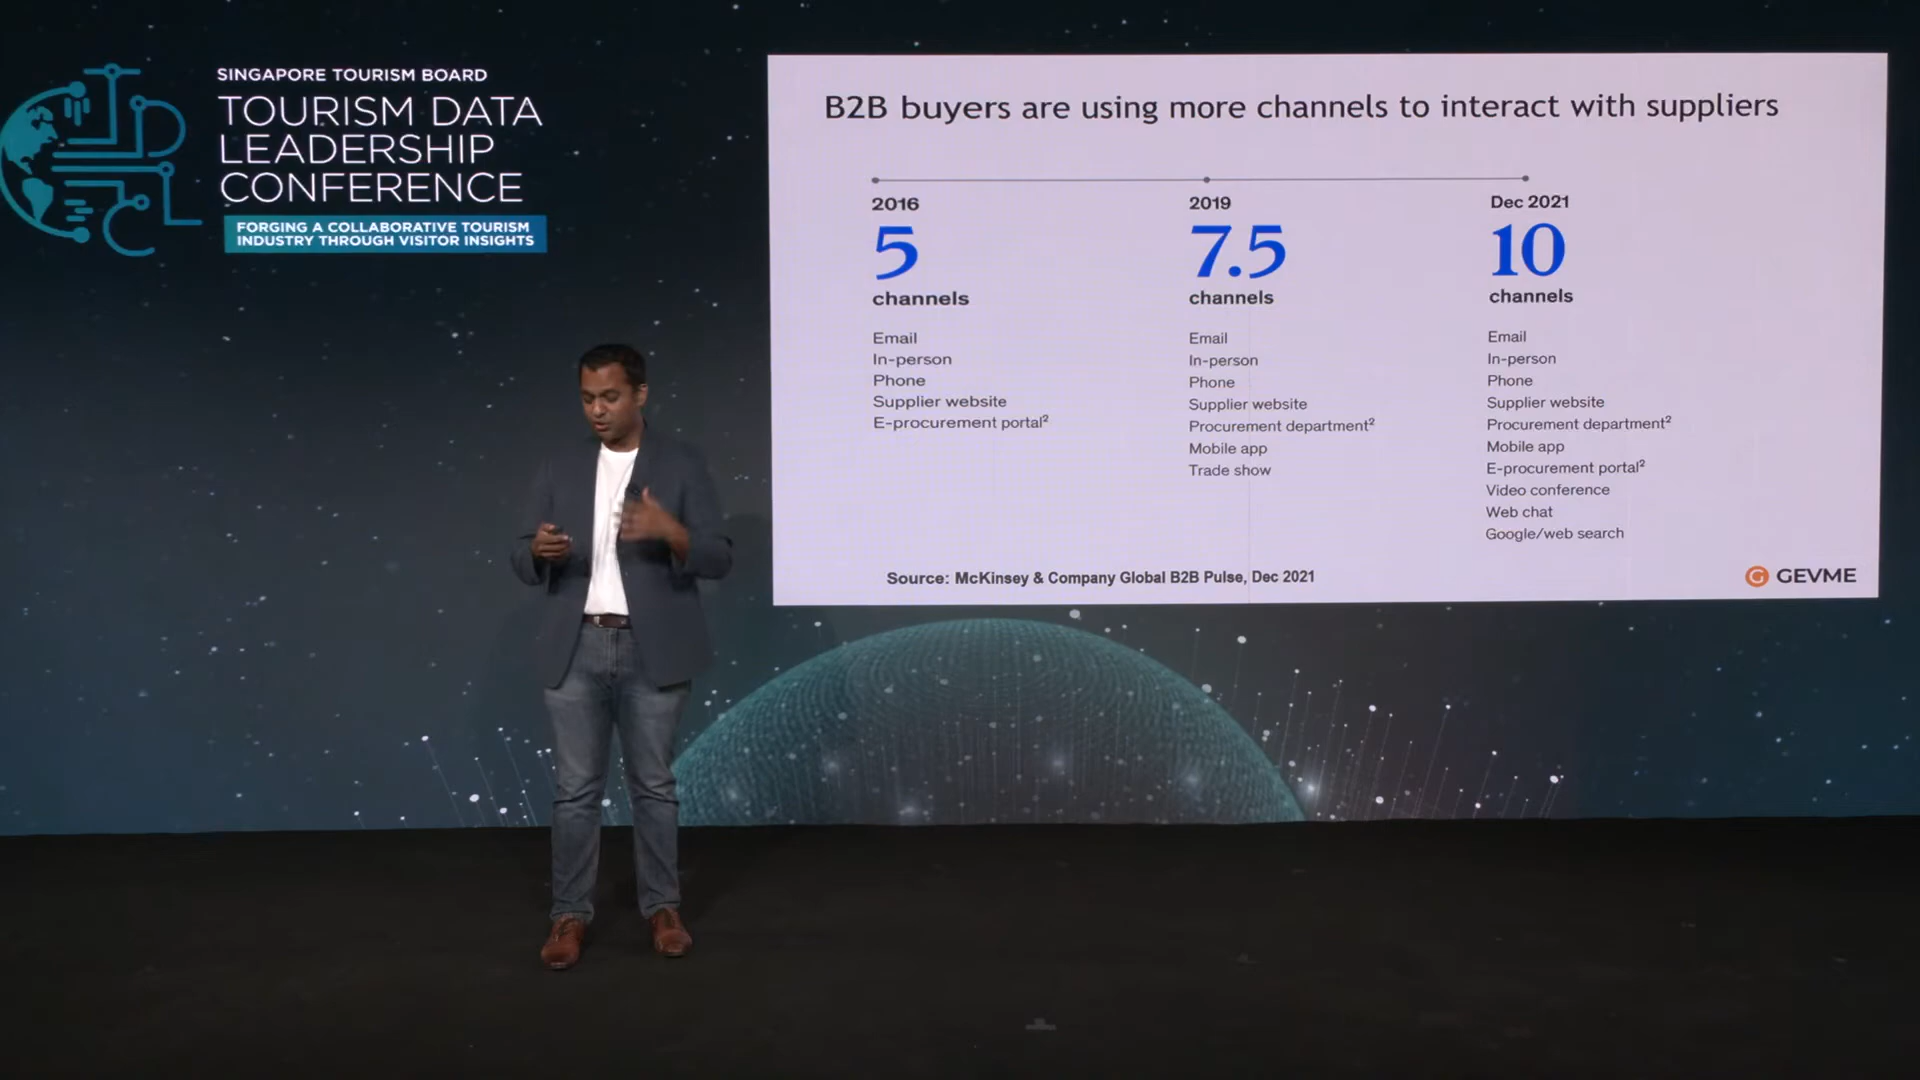 SINGAPORE TOURISM BOARD
TOURISM DATA
LEADERSHIP
CONFERENCE
FORGING A COLLABORATIVE TOURISM
INDUSTRY THROUGH VISITOR INSIGHTS
B2B buyers are using more channels to interact with suppliers
2016
5
channels
Email
In-person
Phone
Supplier website
E-procurement portal²
2019
7.5
channels
Email
In-person
Phone
Supplier website
Procurement department²
Mobile app
Trade show
Dec 2021
10
channels
Email
In-person
Phone
Supplier website
Procurement department²
Mobile app
E-procurement portal²
Video conference
Web chat
Google/web search
Source: McKinsey & Company Global B2B Pulse, Dec 2021
G GEVME